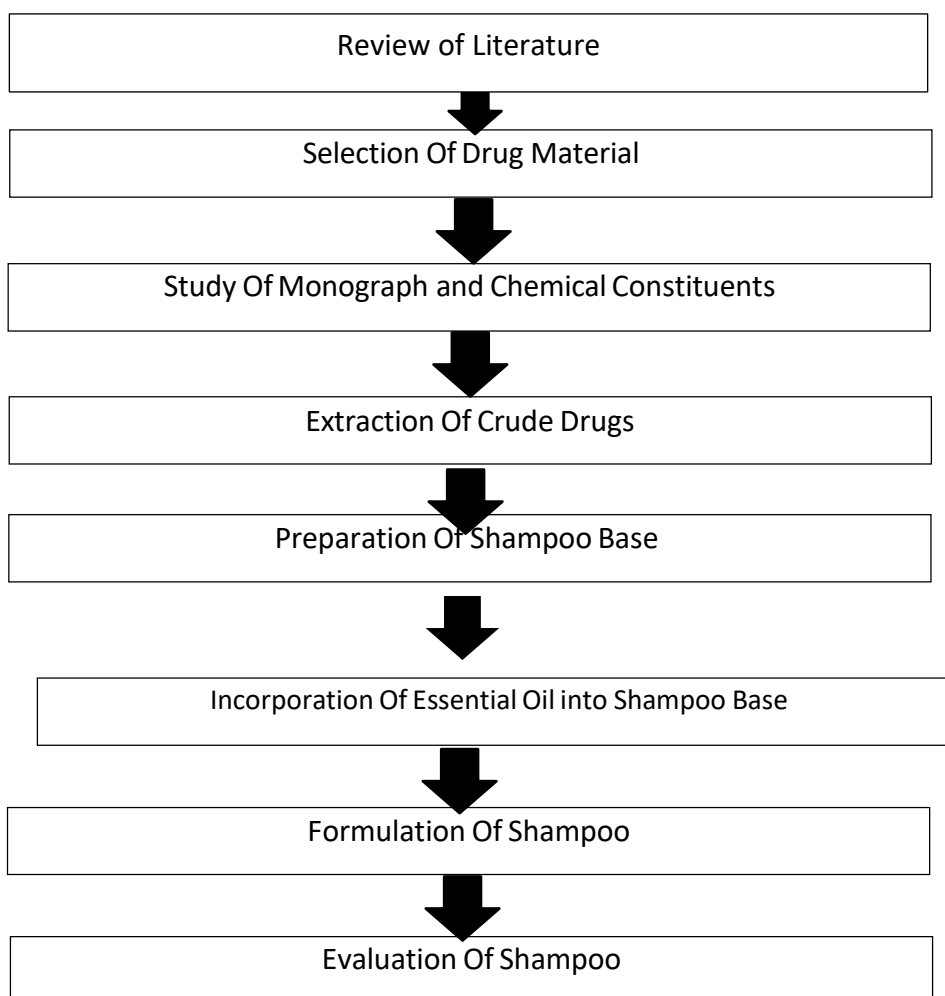 Review of Literature
Selection Of Drug Material
Study Of Monograph and Chemical Constituents
Extraction Of Crude Drugs
Preparation Of Shampoo Base
Incorporation Of Essential Oil into Shampoo Base
Formulation Of Shampoo
Evaluation Of Shampoo